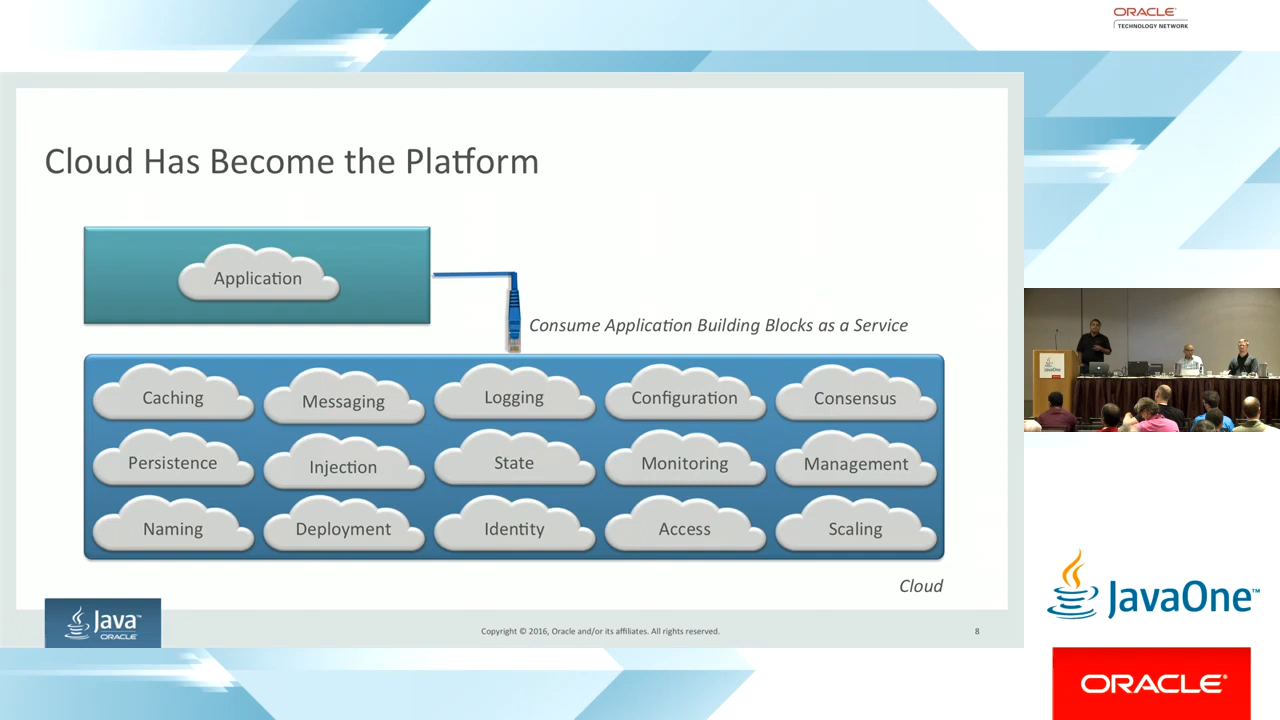 ORACLE
TECHNOLOGY NETWORK
Cloud Has Become the Platform
Application
Consume Application Building Blocks as a Service
Caching Messaging Logging Configuration Consensus
Persistence Injection State Monitoring Management
Naming Deployment Identity Access Scaling
Cloud
Java™
ORACLE
Copyright © 2016, Oracle and/or its affiliates. All rights reserved.
8
Java
JavaOne™
ORACLE®